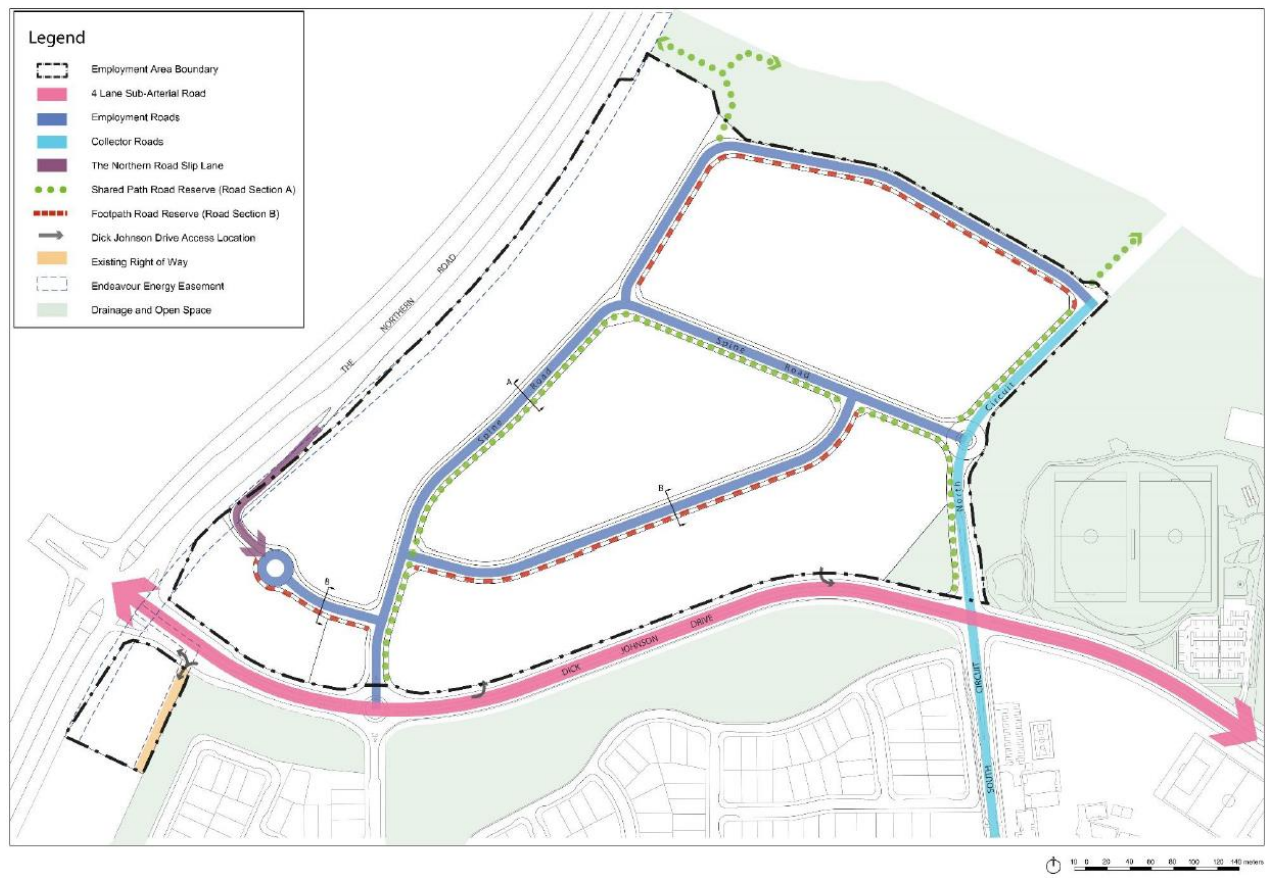 Legend
Employment Area Boundary
4 Lane Sub-Arterial Road
Employment Roads
Collector Roads
The Northern Road Slip Lane
Shared Path Road Reserve (Road Section A)
Footpath Road Reserve (Road Section B)
Dick Johnson Drive Access Location
Existing Right of Way
Endeavour Energy Easement
Drainage and Open Space
THE NORTHERN ROAD
Spine Road
A
Spine Road
North Circuit
B
B
DICK JOHNSON DRIVE
SOUTH CIRCUIT
10 0 20 40 60 80 100 120 140 meters